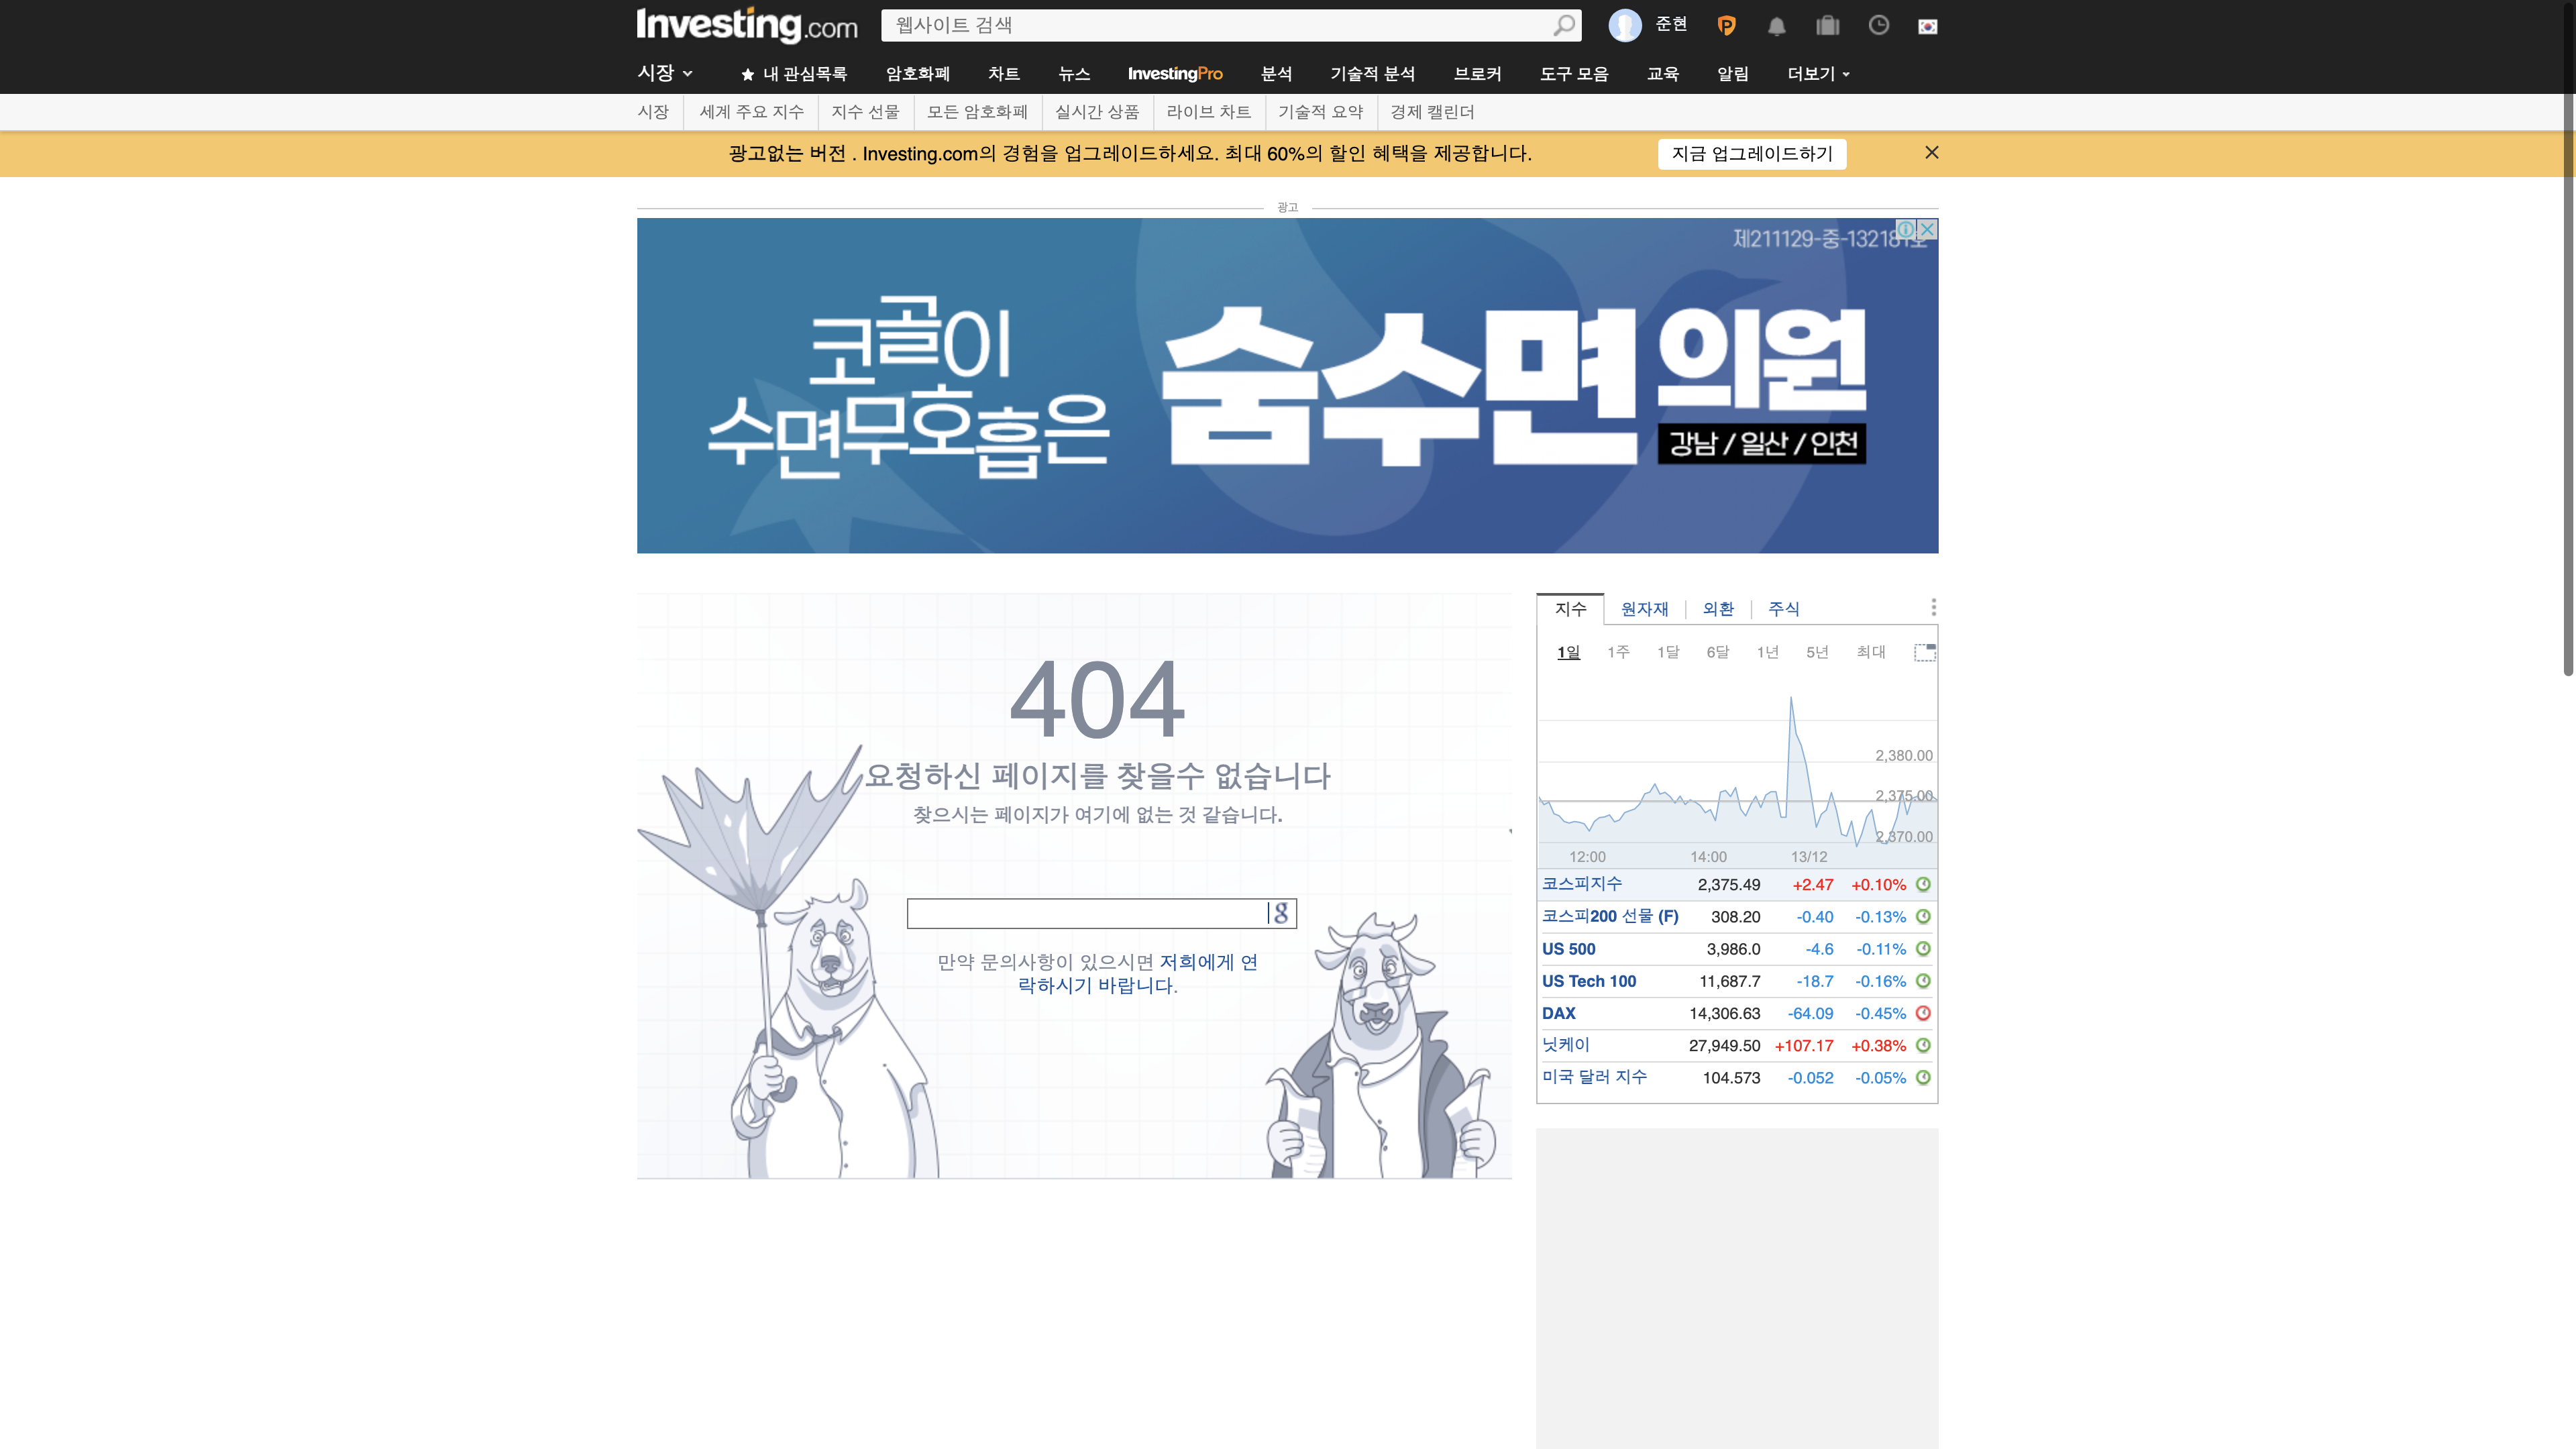 Investing.com
웹사이트 검색
준현
시장
내 관심목록
암호화폐
차트
뉴스
InvestingPro
분석
기술적 분석
브로커
도구 모음
교육
알림
더보기
시장
세계 주요 지수
지수 선물
모든 암호화폐
실시간 상품
라이브 차트
기술적 요약
경제 캘린더
광고없는 버전 . Investing.com의 경험을 업그레이드하세요. 최대 60%의 할인 혜택을 제공합니다.
지금 업그레이드하기
광고
제211129-중-132181호
코골이
수면무호흡은
숨수면의원
강남 / 일산 / 인천
404
요청하신 페이지를 찾을수 없습니다
찾으시는 페이지가 여기에 없는 것 같습니다.
g
만약 문의사항이 있으시면 저희에게 연
락하시기 바랍니다.
지수
원자재
외환
주식
1일
1주
1달
6달
1년
5년
최대
2,380.00
2,375.00
2,370.00
12:00
14:00
13/12
코스피지수 2,375.49 +2.47 +0.10%
코스피200 선물 (F) 308.20 -0.40 -0.13%
US 500 3,986.0 -4.6 -0.11%
US Tech 100 11,687.7 -18.7 -0.16%
DAX 14,306.63 -64.09 -0.45%
닛케이 27,949.50 +107.17 +0.38%
미국 달러 지수 104.573 -0.052 -0.05%